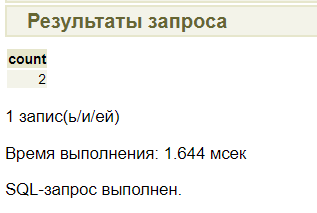 Результаты запроса
count
2
1 запис(ь/и/ей)
Время выполнения: 1.644 мсек
SQL-запрос выполнен.